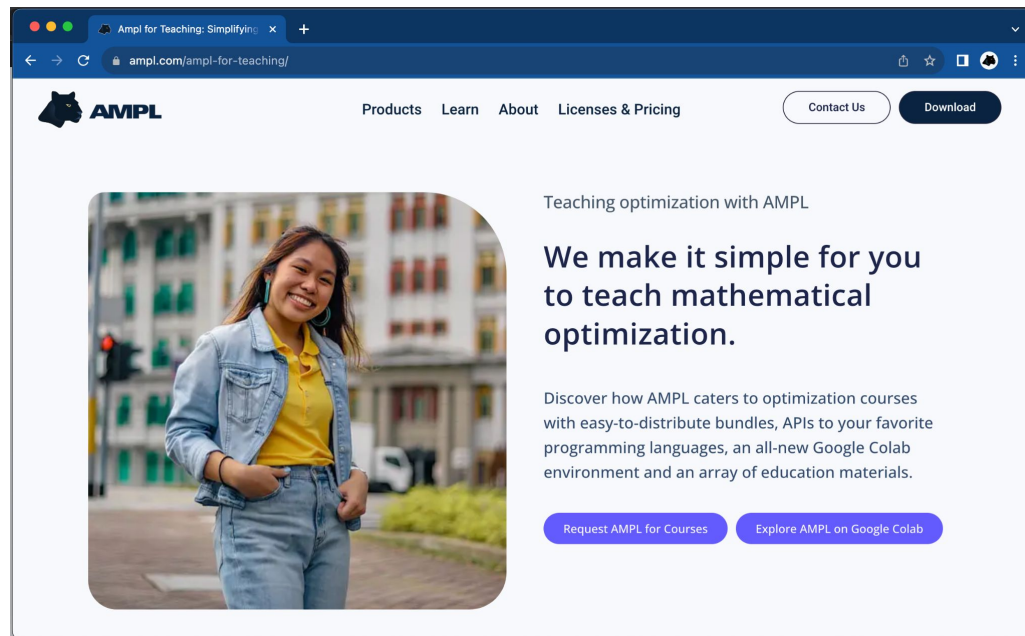 Ampl for Teaching: Simplifying
ampl.com/ampl-for-teaching/
AMPL
Products Learn About Licenses & Pricing Contact Us Download
Teaching optimization with AMPL
We make it simple for you
to teach mathematical
optimization.
Discover how AMPL caters to optimization courses
with easy-to-distribute bundles, APIs to your favorite
programming languages, an all-new Google Colab
environment and an array of education materials.
Request AMPL for Courses Explore AMPL on Google Colab